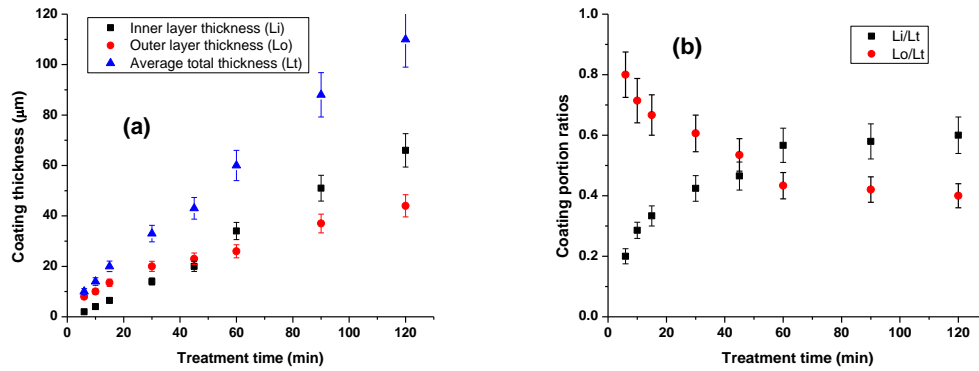 120
100
80
60
40
20
0
Coating thickness (μm)
Inner layer thickness (Li)
Outer layer thickness (Lo)
Average total thickness (Lt)
(a)
0 20 40 60 80 100 120
Treatment time (min)
1.0
0.8
0.6
0.4
0.2
0.0
Coating portion ratios
(b)
Li/Lt
Lo/Lt
0 20 40 60 80 100 120
Treatment time (min)